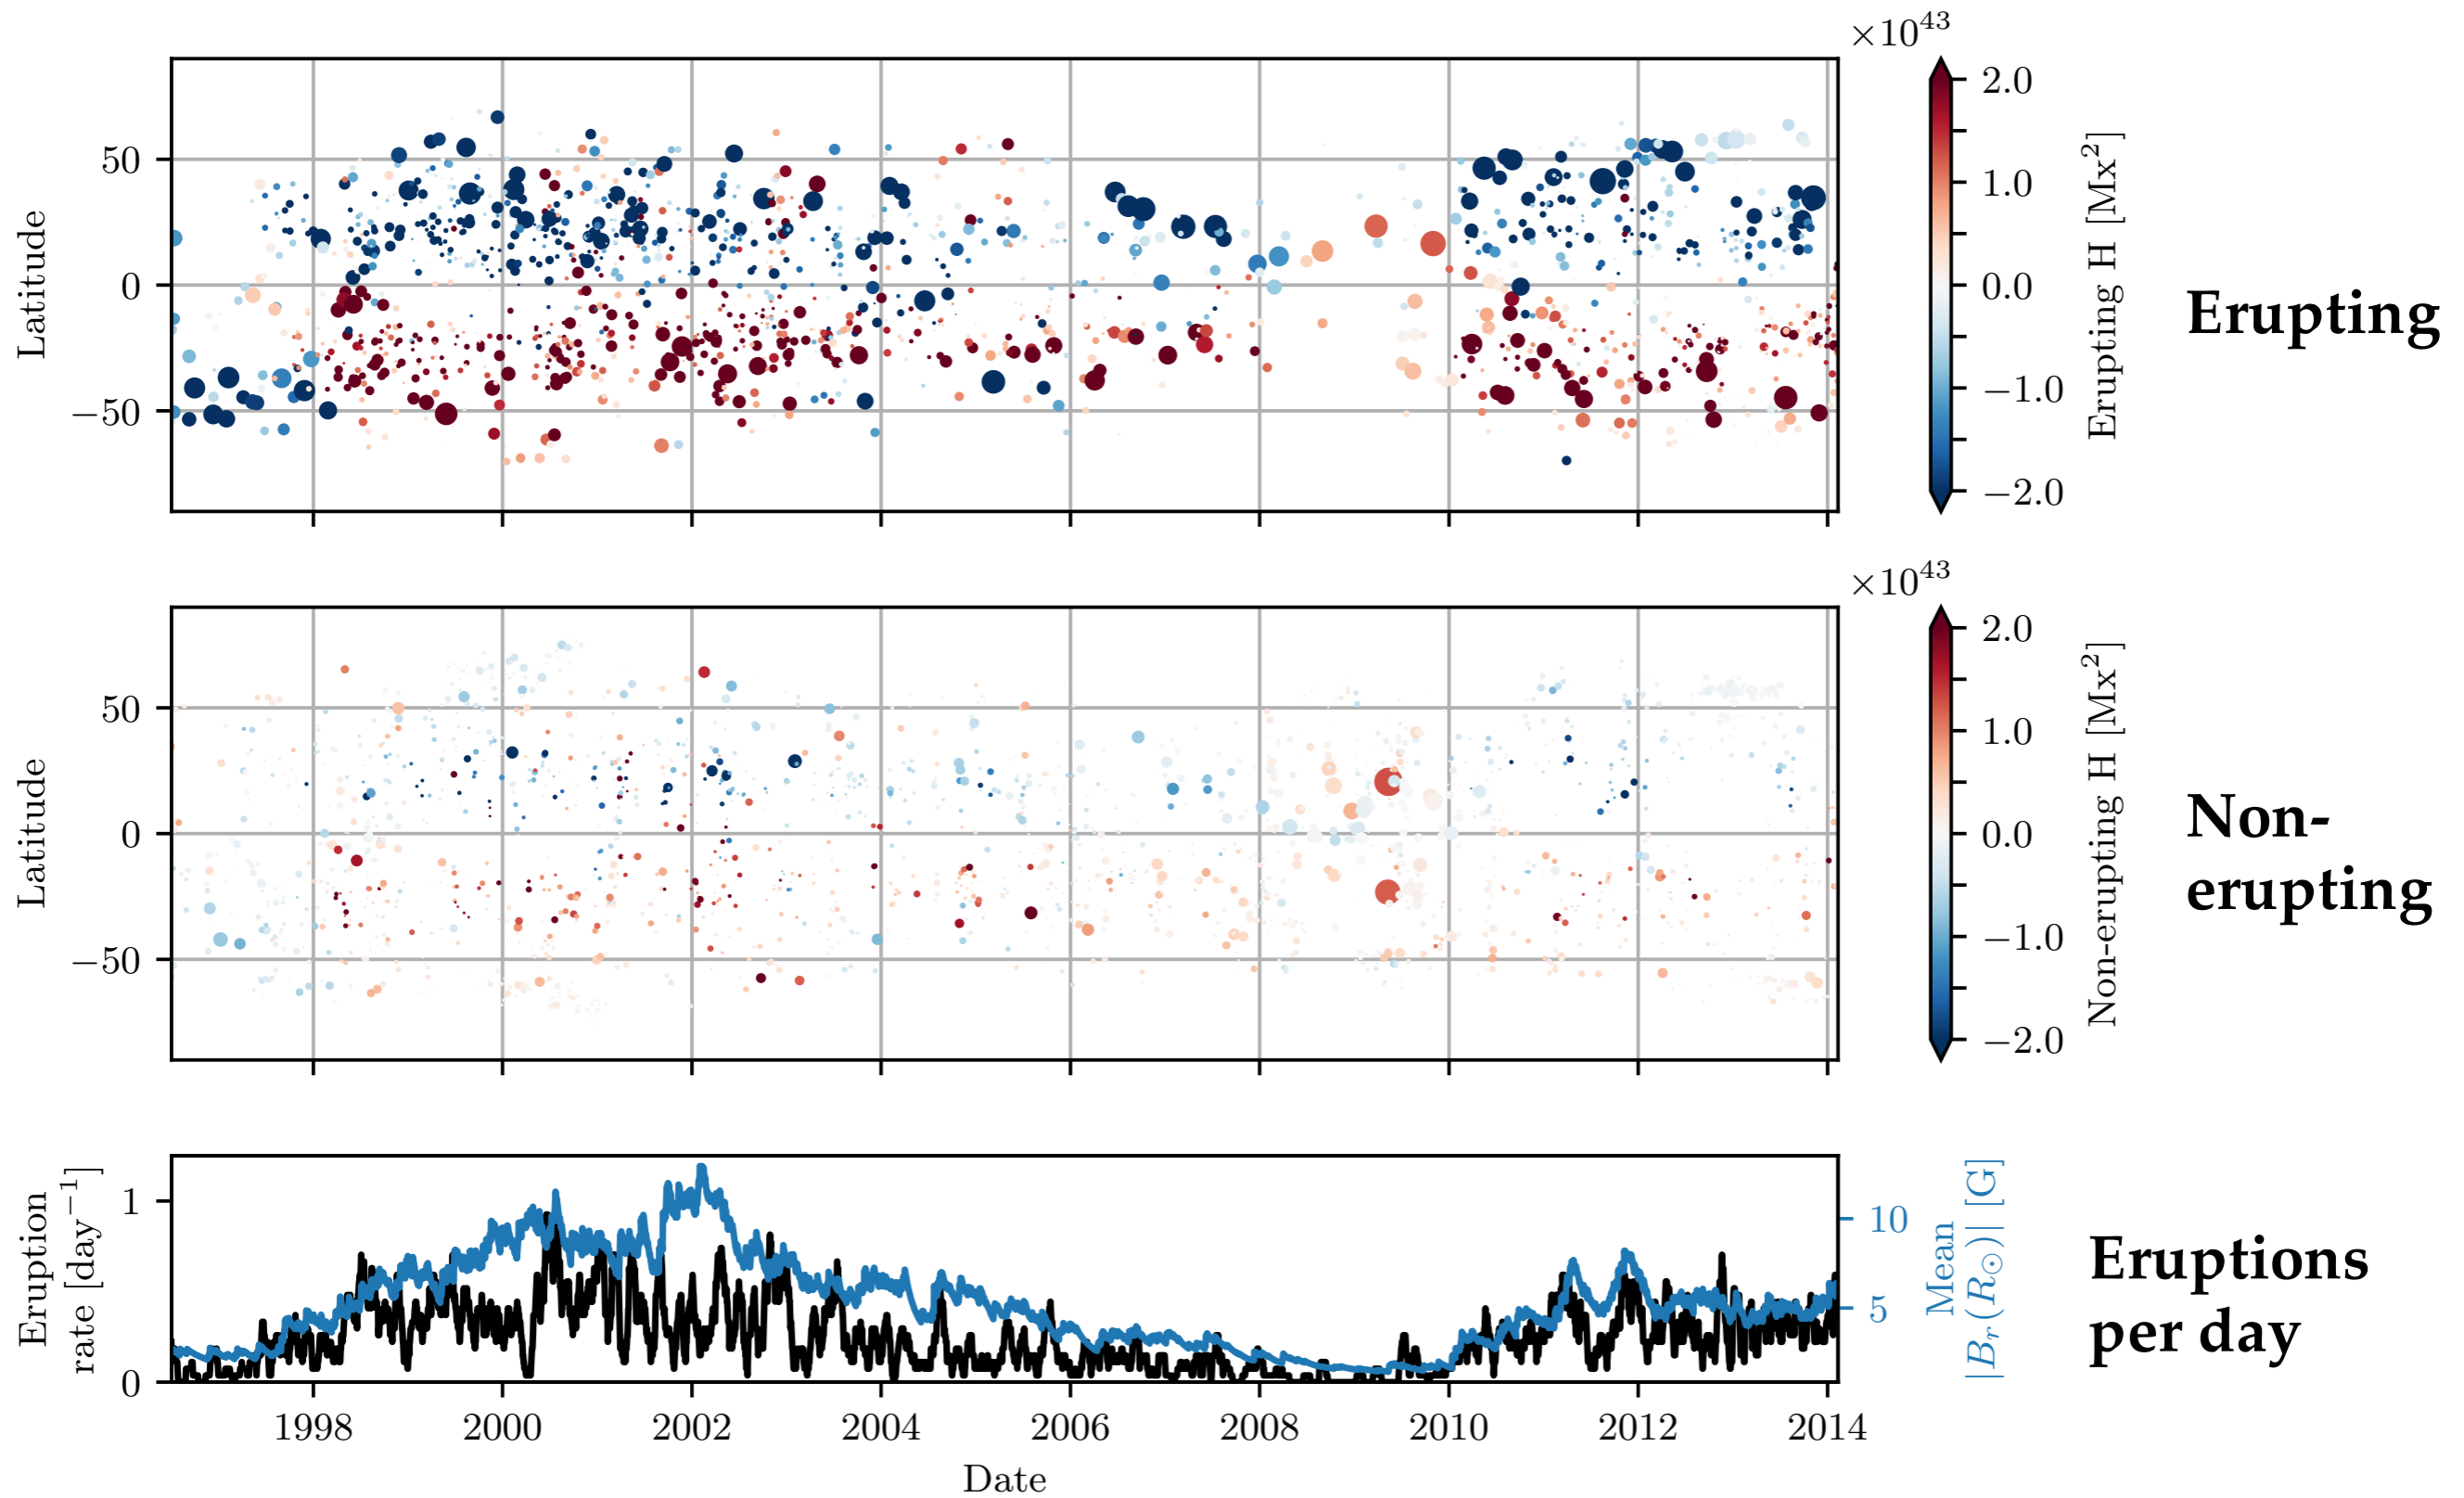 ×10^43
50
0
−50
Latitude
2.0
1.0
0.0
−1.0
−2.0
Erupting H [Mx^2]
Erupting
×10^43
50
0
−50
Latitude
2.0
1.0
0.0
−1.0
−2.0
Non-erupting H [Mx^2]
Non-
erupting
Eruption
rate [day^−1]
1
0
10
5
Mean
|B_r(R_⊙)| [G]
Eruptions
per day
1998 2000 2002 2004 2006 2008 2010 2012 2014
Date